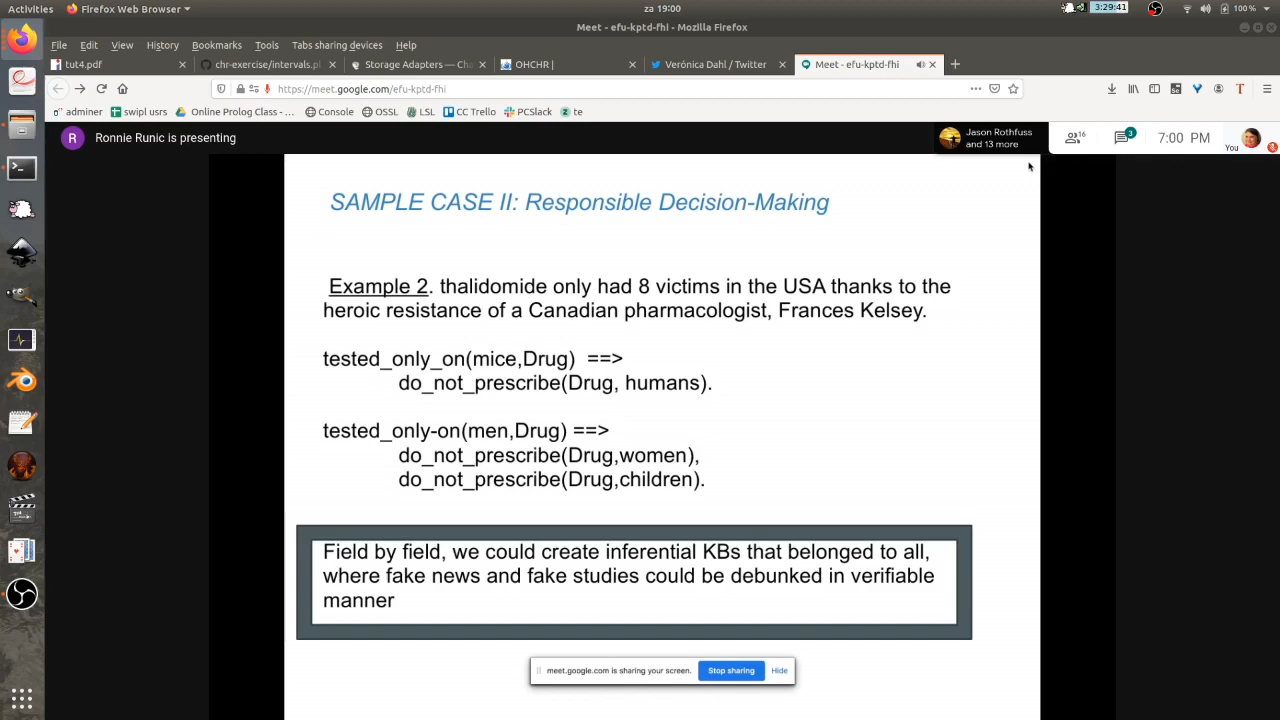 Activities
Firefox Web Browser
za 19:00
3:29:41
100 %
Meet - efu-kptd-fhi - Mozilla Firefox
File Edit View History Bookmarks Tools Tabs sharing devices Help
tut4.pdf
chr-exercise/intervals.pl
Storage Adapters — Cha
OHCHR |
Verónica Dahl / Twitter
Meet - efu-kptd-fhi
https://meet.google.com/efu-kptd-fhi
adminer
swipl usrs
Online Prolog Class - …
Console
OSSL
LSL
CC Trello
PCSlack
te
R
Ronnie Runic is presenting
Jason Rothfuss
and 13 more
16
3
7:00 PM
You
SAMPLE CASE II: Responsible Decision-Making
Example 2. thalidomide only had 8 victims in the USA thanks to the
heroic resistance of a Canadian pharmacologist, Frances Kelsey.
tested_only_on(mice,Drug) ==>
do_not_prescribe(Drug, humans).
tested_only-on(men,Drug) ==>
do_not_prescribe(Drug,women),
do_not_prescribe(Drug,children).
Field by field, we could create inferential KBs that belonged to all,
where fake news and fake studies could be debunked in verifiable
manner
meet.google.com is sharing your screen.
Stop sharing
Hide